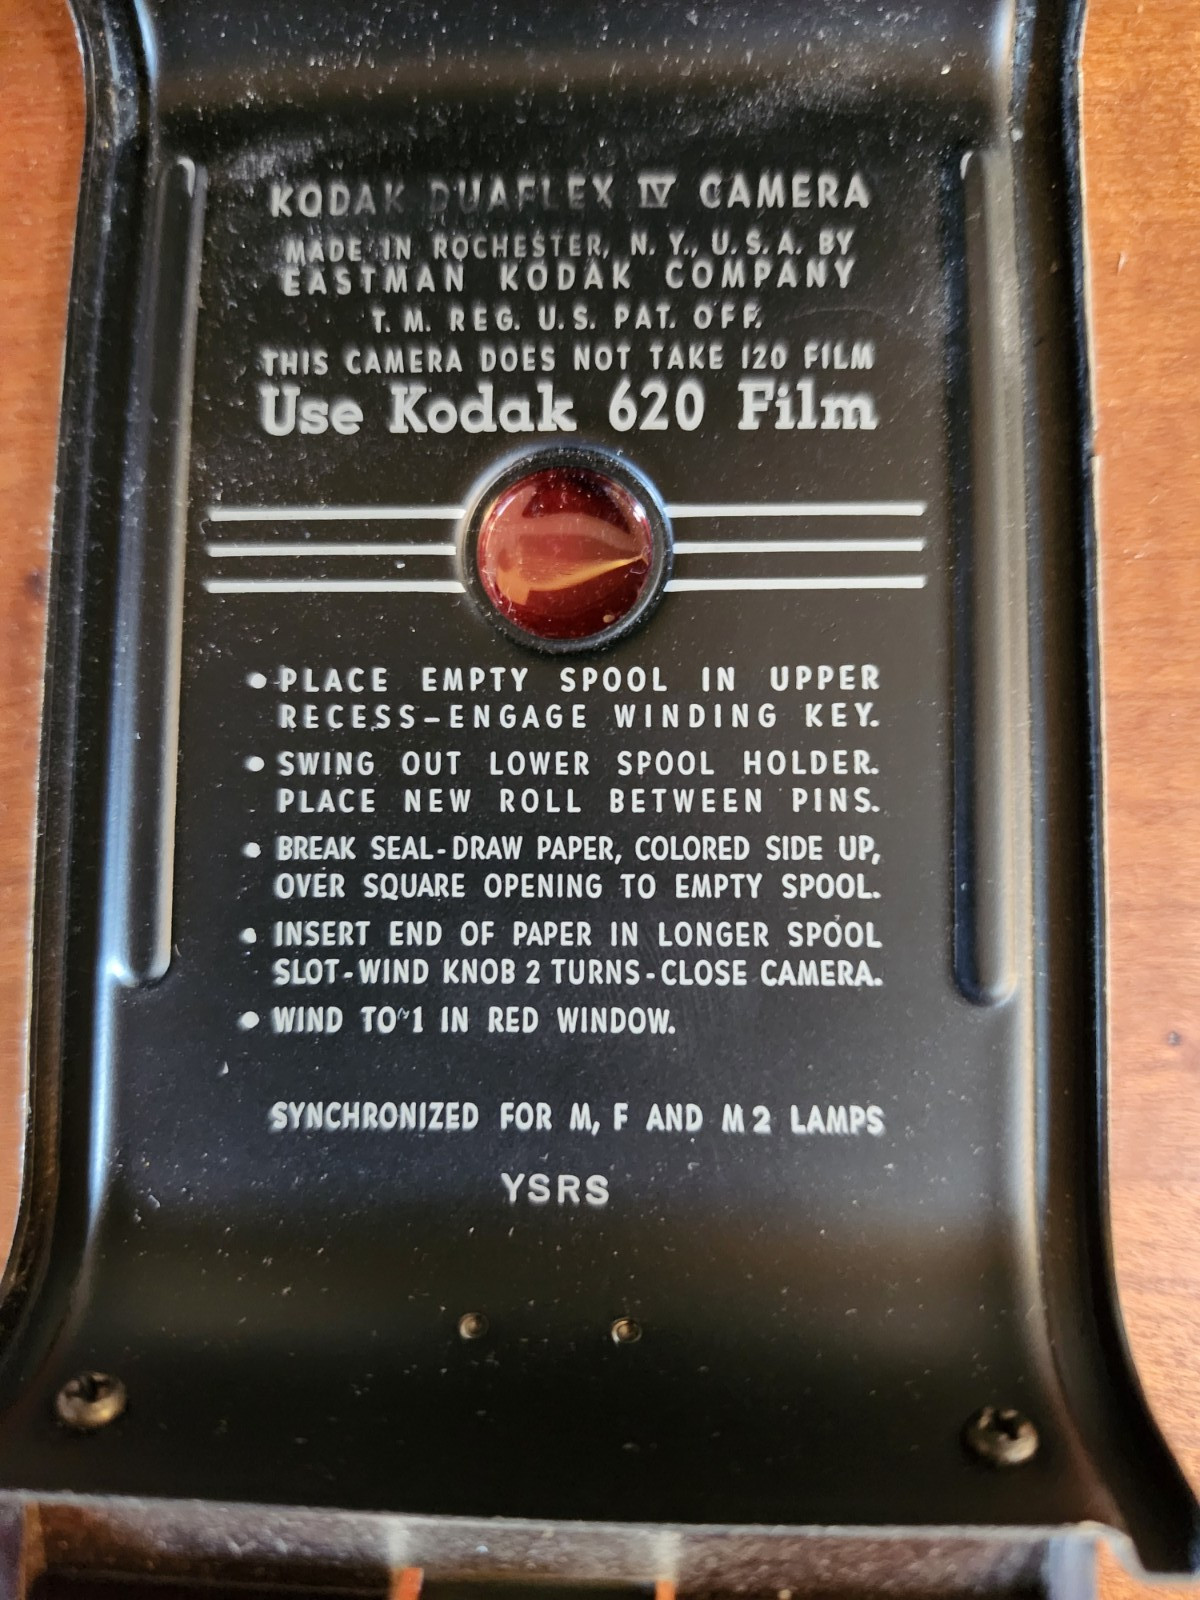 KODAK DUAFLEX IV CAMERA
MADE IN ROCHESTER, N. Y., U. S. A. BY
EASTMAN KODAK COMPANY
T. M. REG. U. S. PAT. OFF.
THIS CAMERA DOES NOT TAKE 120 FILM
Use Kodak 620 Film
• PLACE EMPTY SPOOL IN UPPER
RECESS-ENGAGE WINDING KEY.
• SWING OUT LOWER SPOOL HOLDER.
PLACE NEW ROLL BETWEEN PINS.
• BREAK SEAL-DRAW PAPER, COLORED SIDE UP,
OVER SQUARE OPENING TO EMPTY SPOOL.
• INSERT END OF PAPER IN LONGER SPOOL
SLOT-WIND KNOB 2 TURNS-CLOSE CAMERA.
• WIND TO 1 IN RED WINDOW.
SYNCHRONIZED FOR M, F AND M2 LAMPS
YSRS